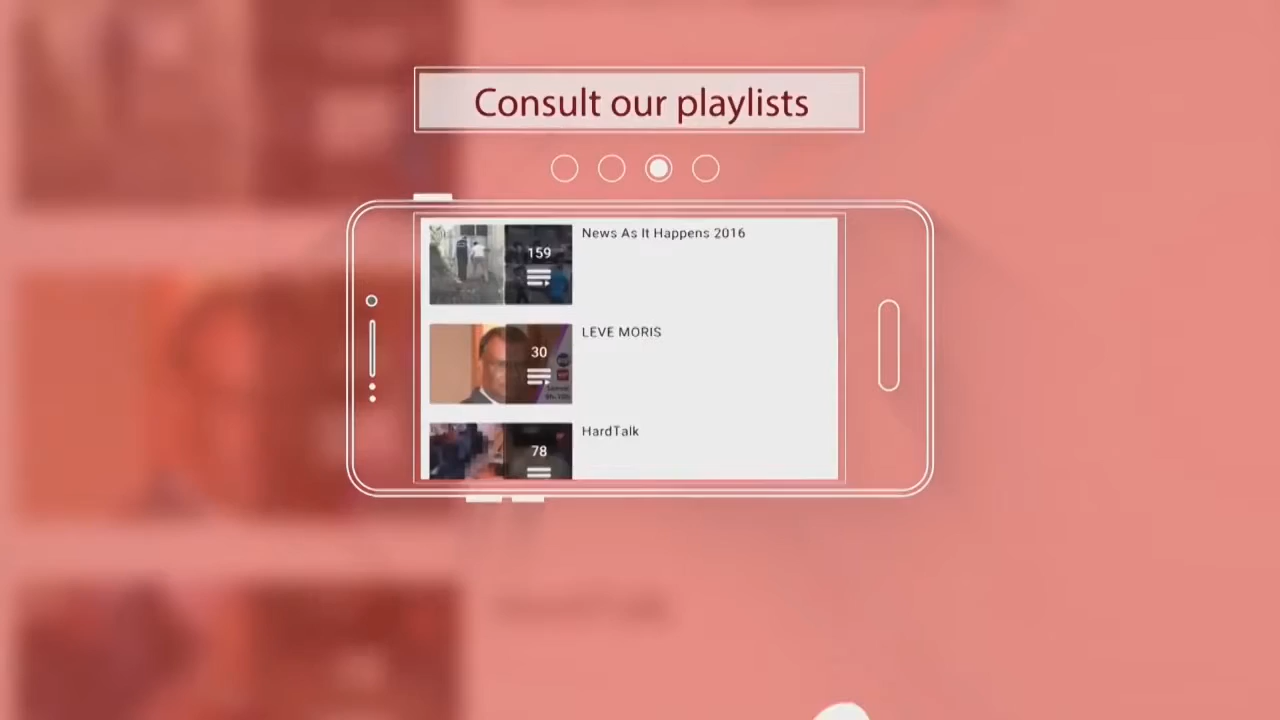 Consult our playlists
159
News As It Happens 2016
30
LEVE MORIS
78
HardTalk